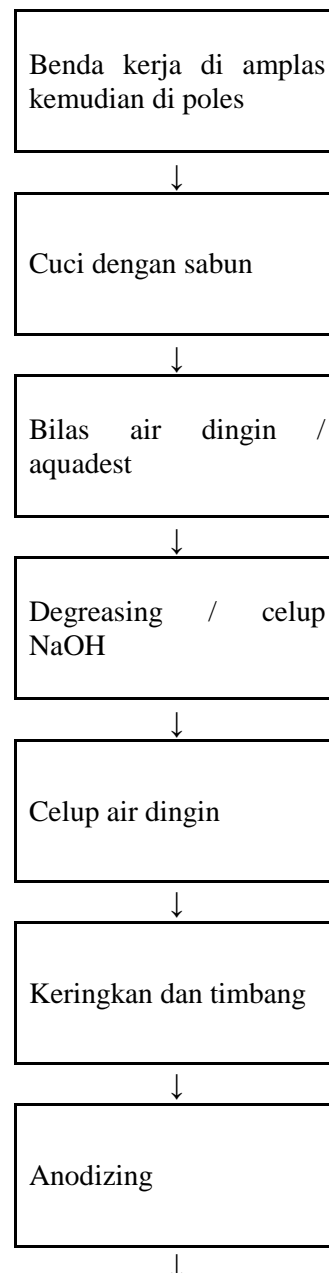 Benda kerja di amplas
kemudian di poles
↓
Cuci dengan sabun
↓
Bilas air dingin /
aquadest
↓
Degreasing / celup
NaOH
↓
Celup air dingin
↓
Keringkan dan timbang
↓
Anodizing